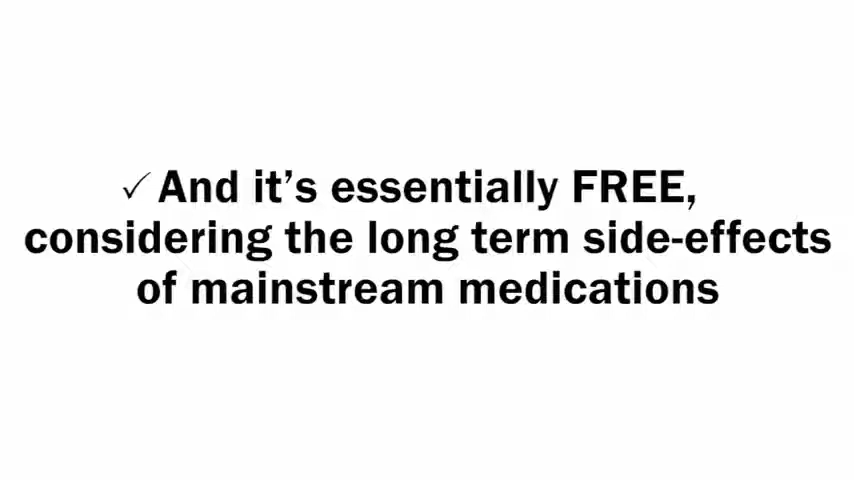 ✓ And it’s essentially FREE,
considering the long term side-effects
of mainstream medications